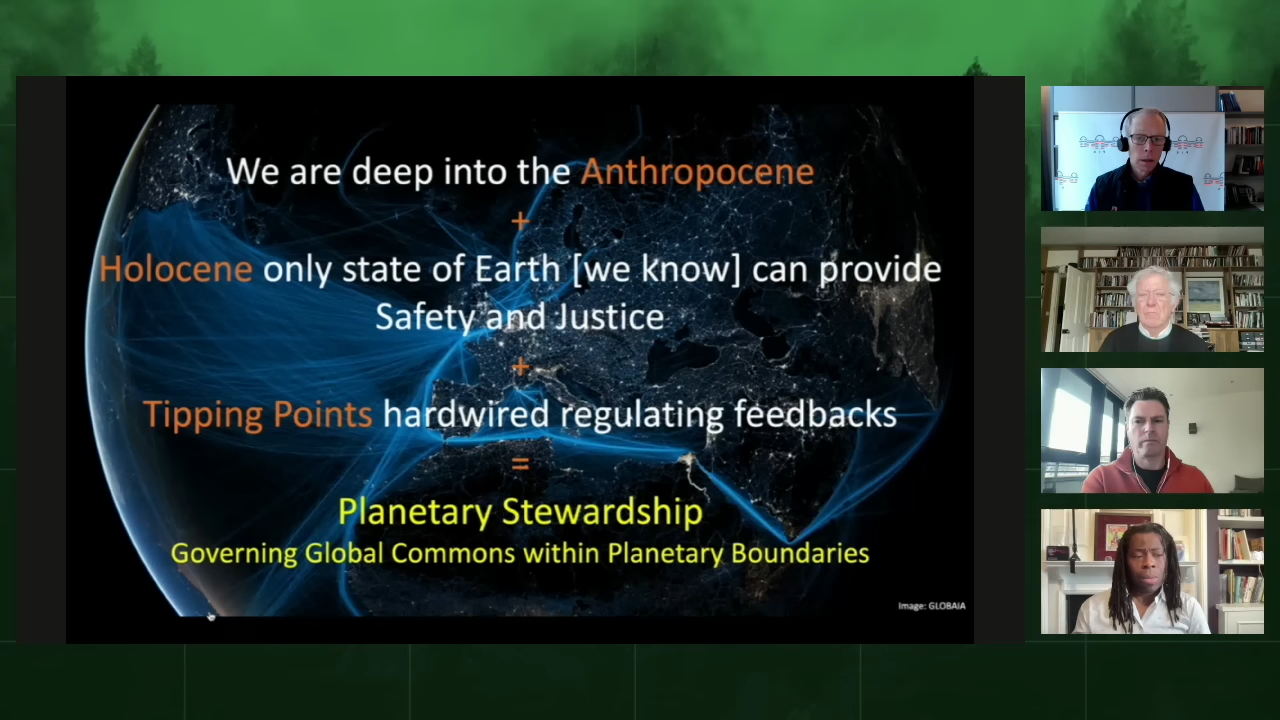 We are deep into the Anthropocene
+
Holocene only state of Earth [we know] can provide
Safety and Justice
+
Tipping Points hardwired regulating feedbacks
=
Planetary Stewardship
Governing Global Commons within Planetary Boundaries
Image: GLOBAIA